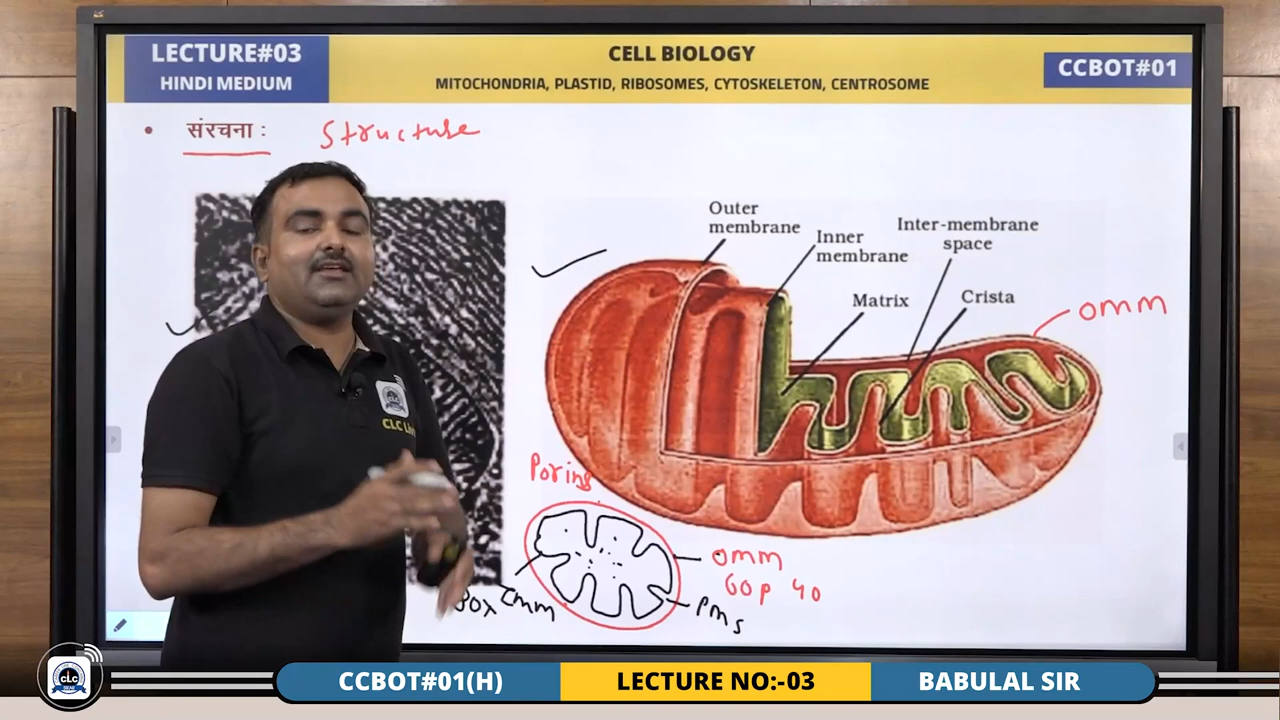 LECTURE#03
HINDI MEDIUM
CELL BIOLOGY
MITOCHONDRIA, PLASTID, RIBOSOMES, CYTOSKELETON, CENTROSOME
CCBOT#01
• संरचना : Structure
Outer
membrane
Inner
membrane
Inter-membrane
space
Matrix
Crista
OMM
Porins
OMM
60P 40
PMS
IMM
CLC
CLC
CCBOT#01(H)
LECTURE NO:-03
BABULAL SIR